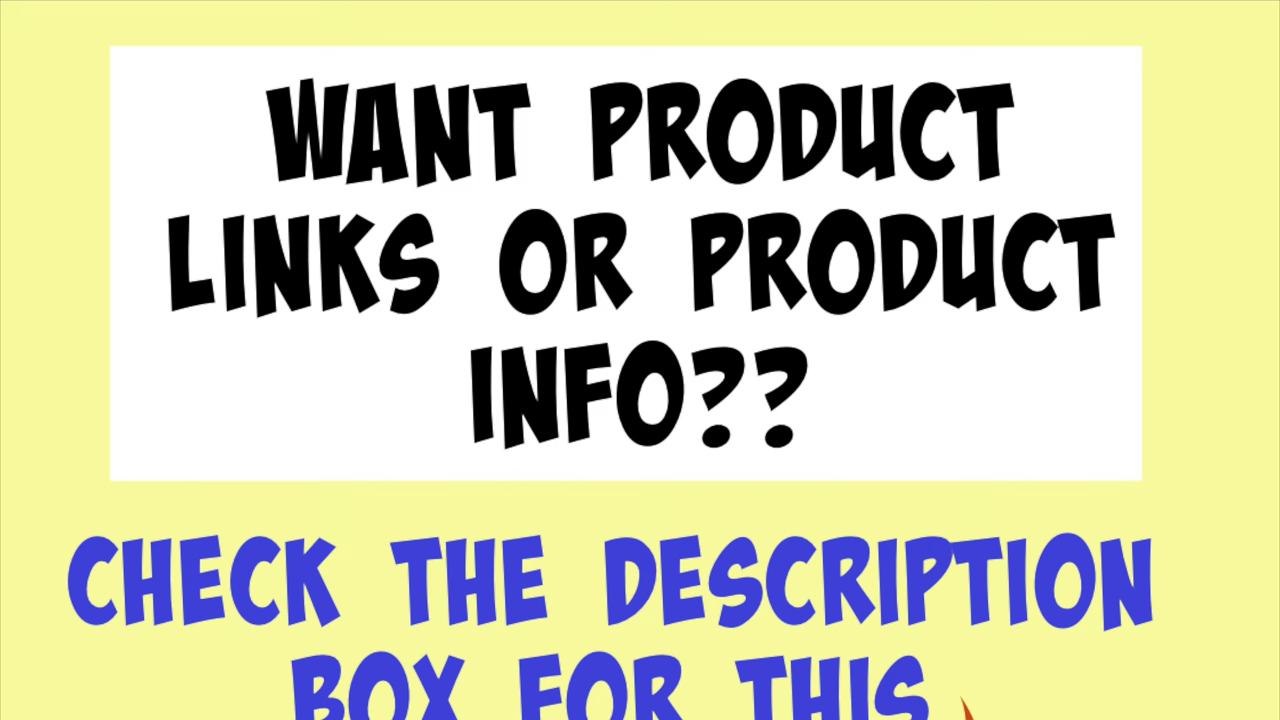 WANT PRODUCT
LINKS OR PRODUCT
INFO??
CHECK THE DESCRIPTION
BOX FOR THIS